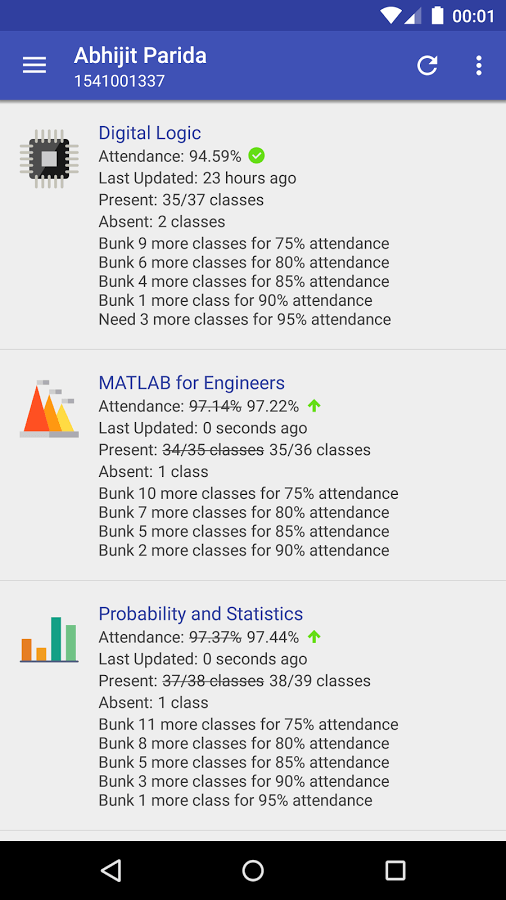 00:01
Abhijit Parida
1541001337
Digital Logic
Attendance: 94.59%
Last Updated: 23 hours ago
Present: 35/37 classes
Absent: 2 classes
Bunk 9 more classes for 75% attendance
Bunk 6 more classes for 80% attendance
Bunk 4 more classes for 85% attendance
Bunk 1 more class for 90% attendance
Need 3 more classes for 95% attendance
MATLAB for Engineers
Attendance: 97.14% 97.22%
Last Updated: 0 seconds ago
Present: 34/35 classes 35/36 classes
Absent: 1 class
Bunk 10 more classes for 75% attendance
Bunk 7 more classes for 80% attendance
Bunk 5 more classes for 85% attendance
Bunk 2 more classes for 90% attendance
Probability and Statistics
Attendance: 97.37% 97.44%
Last Updated: 0 seconds ago
Present: 37/38 classes 38/39 classes
Absent: 1 class
Bunk 11 more classes for 75% attendance
Bunk 8 more classes for 80% attendance
Bunk 5 more classes for 85% attendance
Bunk 3 more classes for 90% attendance
Bunk 1 more class for 95% attendance